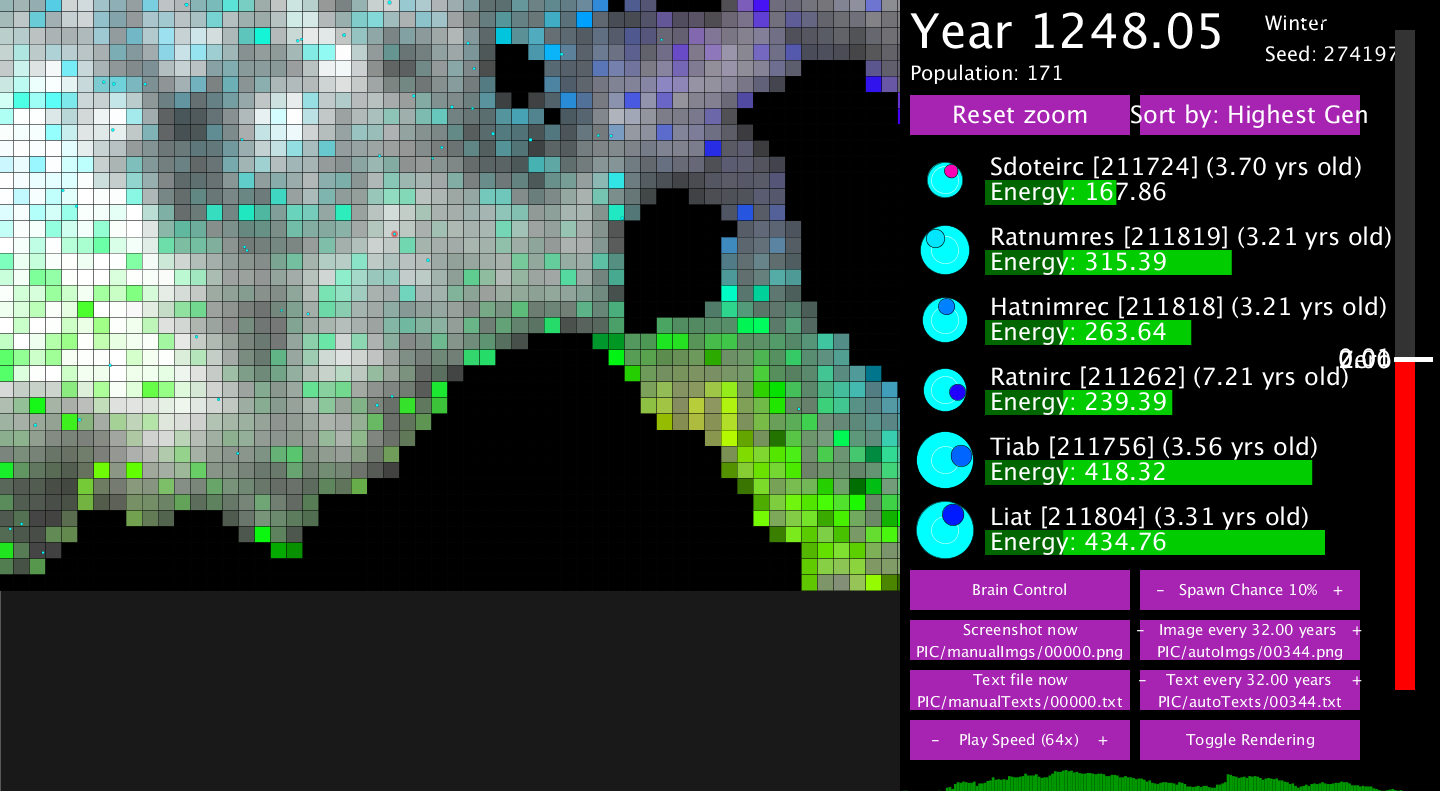 Year 1248.05
Winter
Seed: 274197
Population: 171
Reset zoom
Sort by: Highest Gen
Sdoteirc [211724] (3.70 yrs old)
Energy: 167.86
Ratnumres [211819] (3.21 yrs old)
Energy: 315.39
Hatnimrec [211818] (3.21 yrs old)
Energy: 263.64
Ratnirc [211262] (7.21 yrs old)
Energy: 239.39
Tiab [211756] (3.56 yrs old)
Energy: 418.32
Liat [211804] (3.31 yrs old)
Energy: 434.76
Brain Control
- Spawn Chance 10% +
Screenshot now
PIC/manualImgs/00000.png
- Image every 32.00 years +
PIC/autoImgs/00344.png
Text file now
PIC/manualTexts/00000.txt
- Text every 32.00 years +
PIC/autoTexts/00344.txt
- Play Speed (64x) +
Toggle Rendering